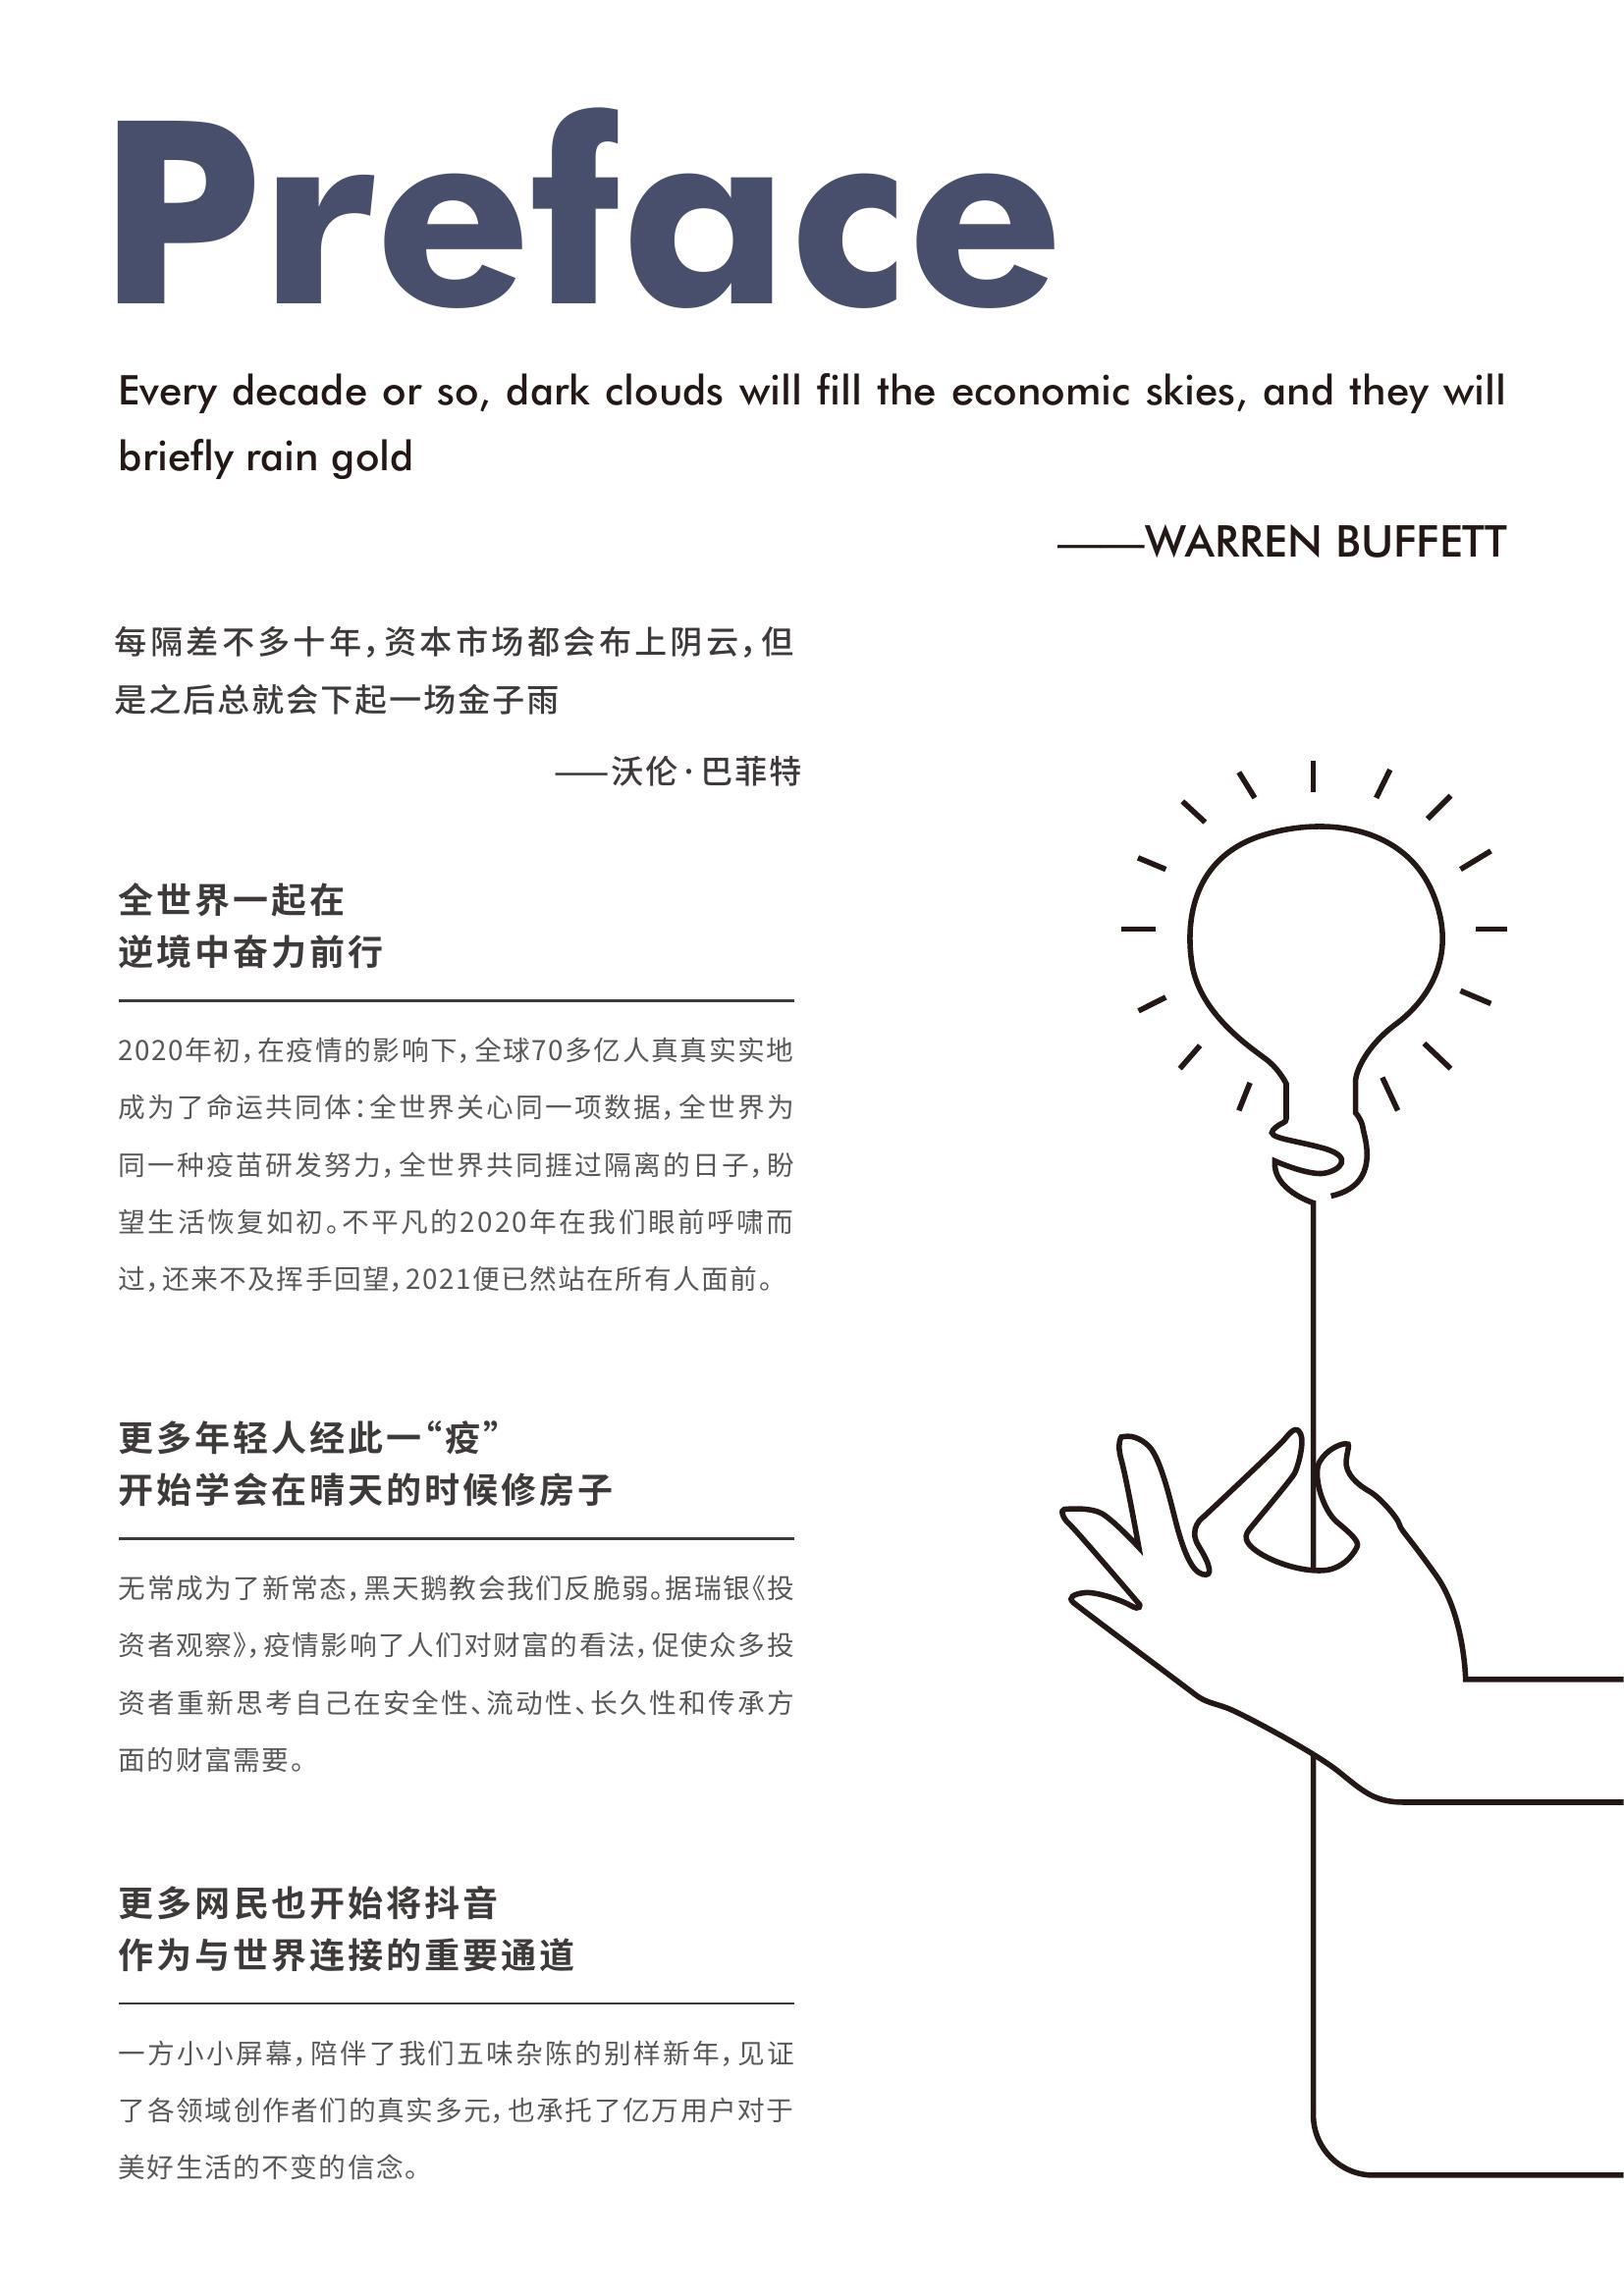 Preface
Every decade or so, dark clouds will fill the economic skies, and they will
briefly rain gold
——WARREN BUFFETT
每隔差不多十年，资本市场都会布上阴云，但
是之后总就会下起一场金子雨
——沃伦·巴菲特
全世界一起在
逆境中奋力前行
2020年初，在疫情的影响下，全球70多亿人真真实实地
成为了命运共同体：全世界关心同一项数据，全世界为
同一种疫苗研发努力，全世界共同捱过隔离的日子，盼
望生活恢复如初。不平凡的2020年在我们眼前呼啸而
过，还来不及挥手回望，2021便已然站在所有人面前。
更多年轻人经此一“疫”
开始学会在晴天的时候修房子
无常成为了新常态，黑天鹅教会我们反脆弱。据瑞银《投
资者观察》，疫情影响了人们对财富的看法，促使众多投
资者重新思考自己在安全性、流动性、长久性和传承方
面的财富需要。
更多网民也开始将抖音
作为与世界连接的重要通道
一方小小屏幕，陪伴了我们五味杂陈的别样新年，见证
了各领域创作者们的真实多元，也承托了亿万用户对于
美好生活的不变的信念。